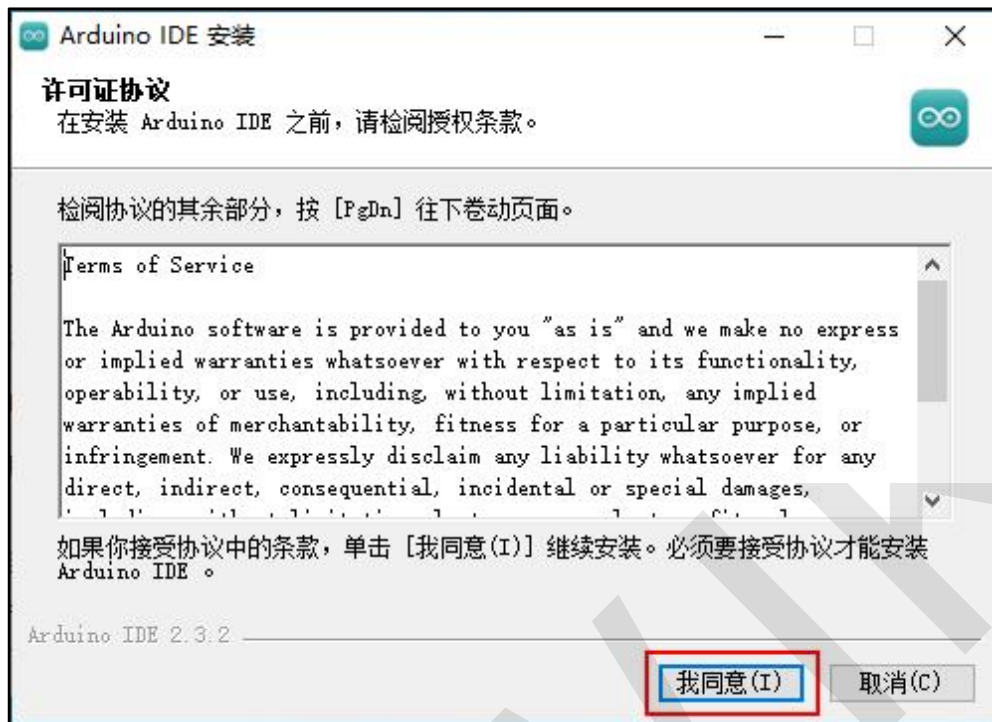 Arduino IDE 安装
许可证协议
在安装 Arduino IDE 之前，请检阅授权条款。
检阅协议的其余部分，按 [PgDn] 往下卷动页面。
Terms of Service
The Arduino software is provided to you "as is" and we make no express
or implied warranties whatsoever with respect to its functionality,
operability, or use, including, without limitation, any implied
warranties of merchantability, fitness for a particular purpose, or
infringement. We expressly disclaim any liability whatsoever for any
direct, indirect, consequential, incidental or special damages,
如果你接受协议中的条款，单击 [我同意(I)] 继续安装。必须要接受协议才能安装
Arduino IDE 。
Arduino IDE 2.3.2
我同意(I) 取消(C)